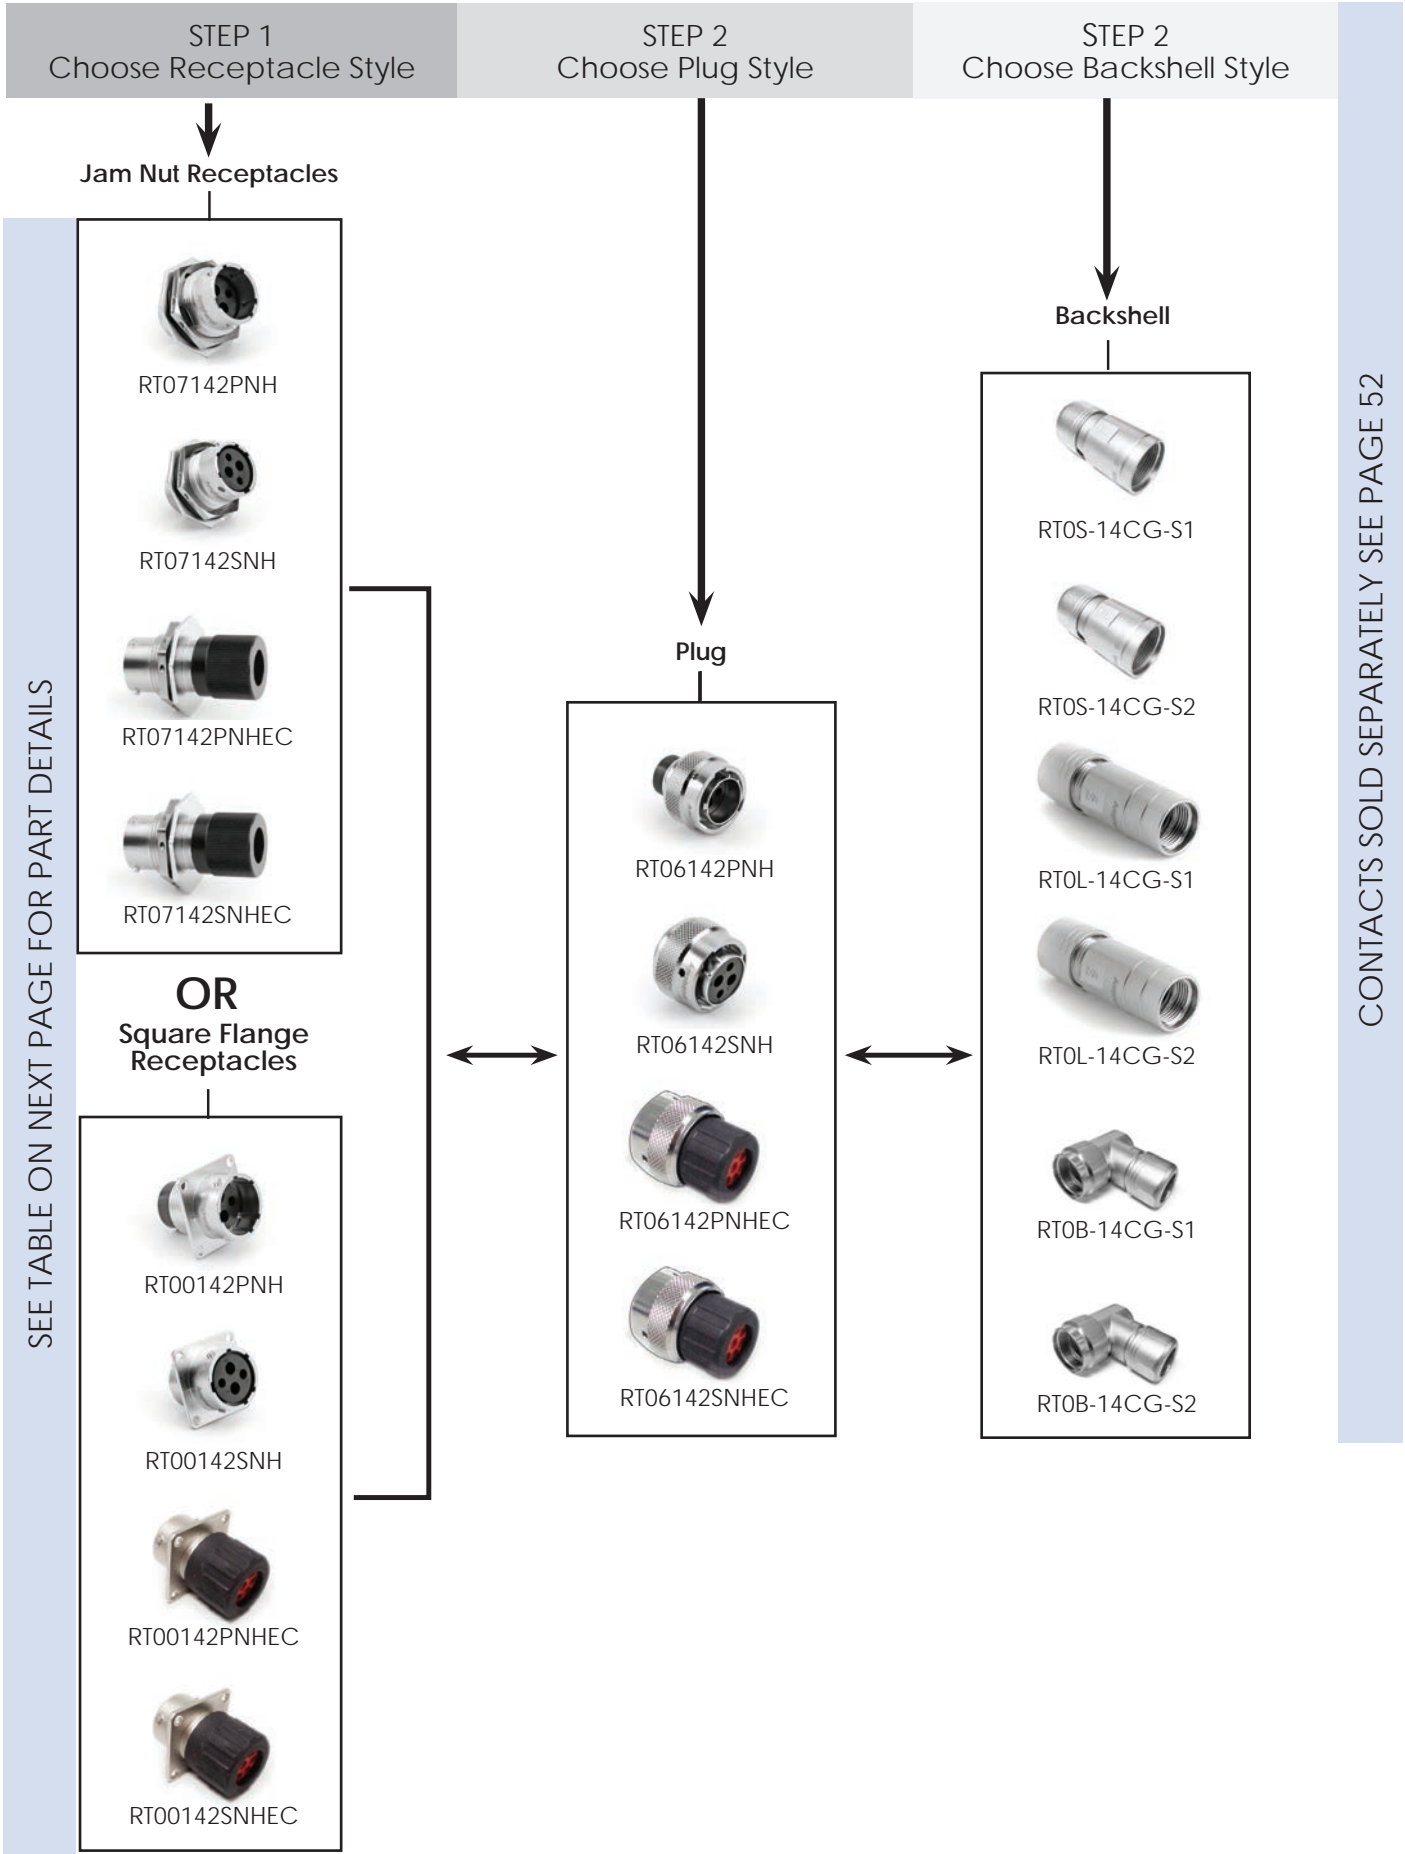 STEP 1
Choose Receptacle Style
STEP 2
Choose Plug Style
STEP 2
Choose Backshell Style
Jam Nut Receptacles
RT07142PNH
RT07142SNH
RT07142PNHEC
RT07142SNHEC
OR
Square Flange
Receptacles
RT00142PNH
RT00142SNH
RT00142PNHEC
RT00142SNHEC
Plug
RT06142PNH
RT06142SNH
RT06142PNHEC
RT06142SNHEC
Backshell
RT0S-14CG-S1
RT0S-14CG-S2
RT0L-14CG-S1
RT0L-14CG-S2
RT0B-14CG-S1
RT0B-14CG-S2
SEE TABLE ON NEXT PAGE FOR PART DETAILS
CONTACTS SOLD SEPARATELY SEE PAGE 52